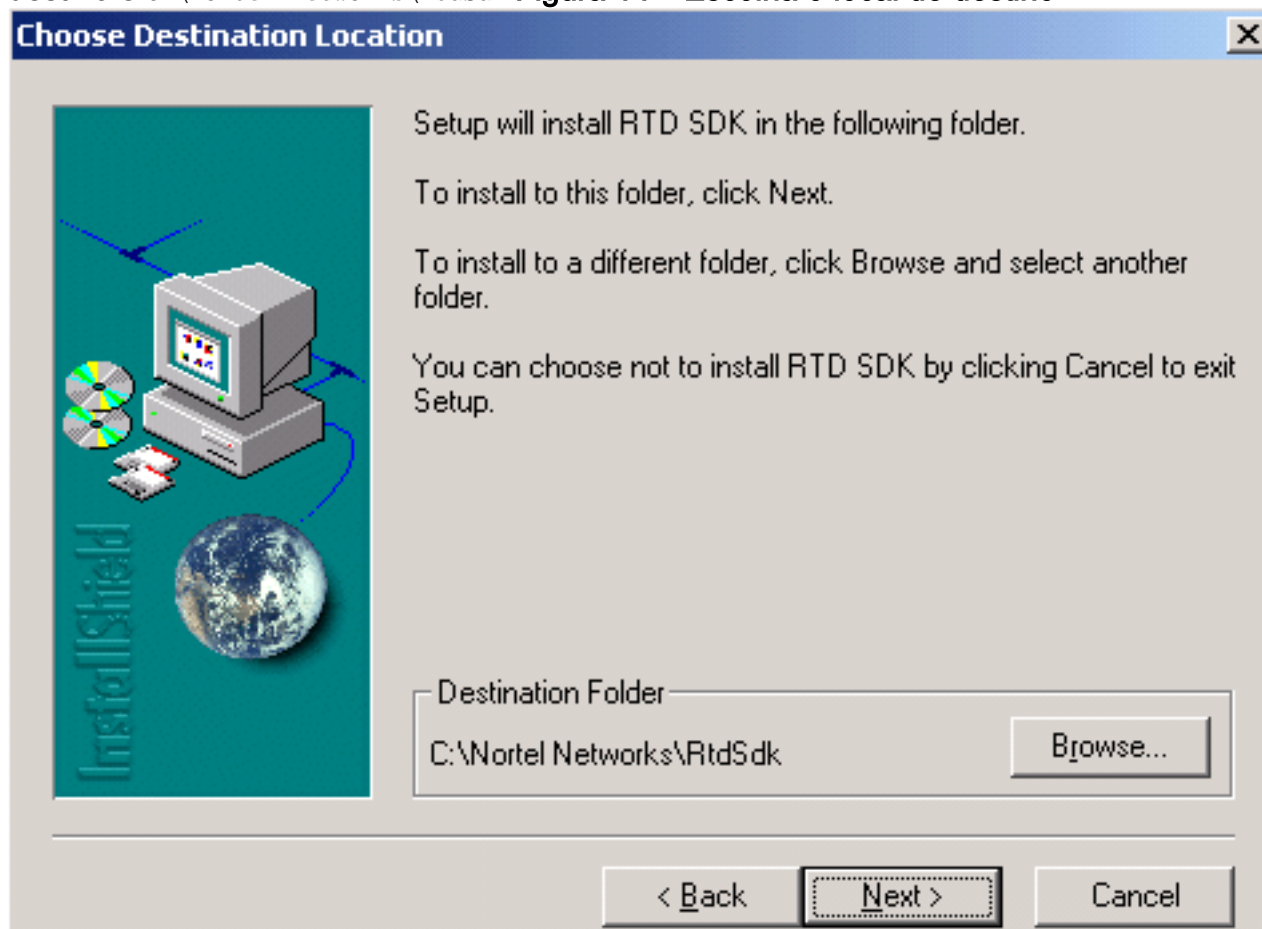 Choose Destination Location
Setup will install RTD SDK in the following folder.
To install to this folder, click Next.
To install to a different folder, click Browse and select another
folder.
You can choose not to install RTD SDK by clicking Cancel to exit
Setup.
InstallShield
Destination Folder
C:\Nortel Networks\RtdSdk
Browse...
< Back
Next >
Cancel